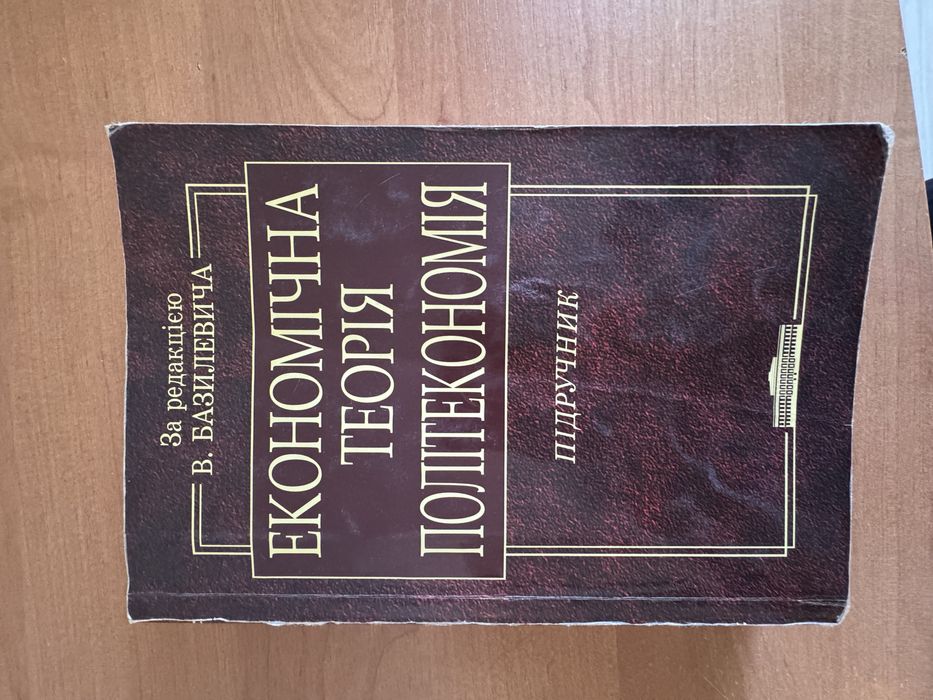 За редакцією
В. БАЗИЛЕВИЧА
ЕКОНОМІЧНА
ТЕОРІЯ
ПОЛІТЕКОНОМІЯ
ПІДРУЧНИК